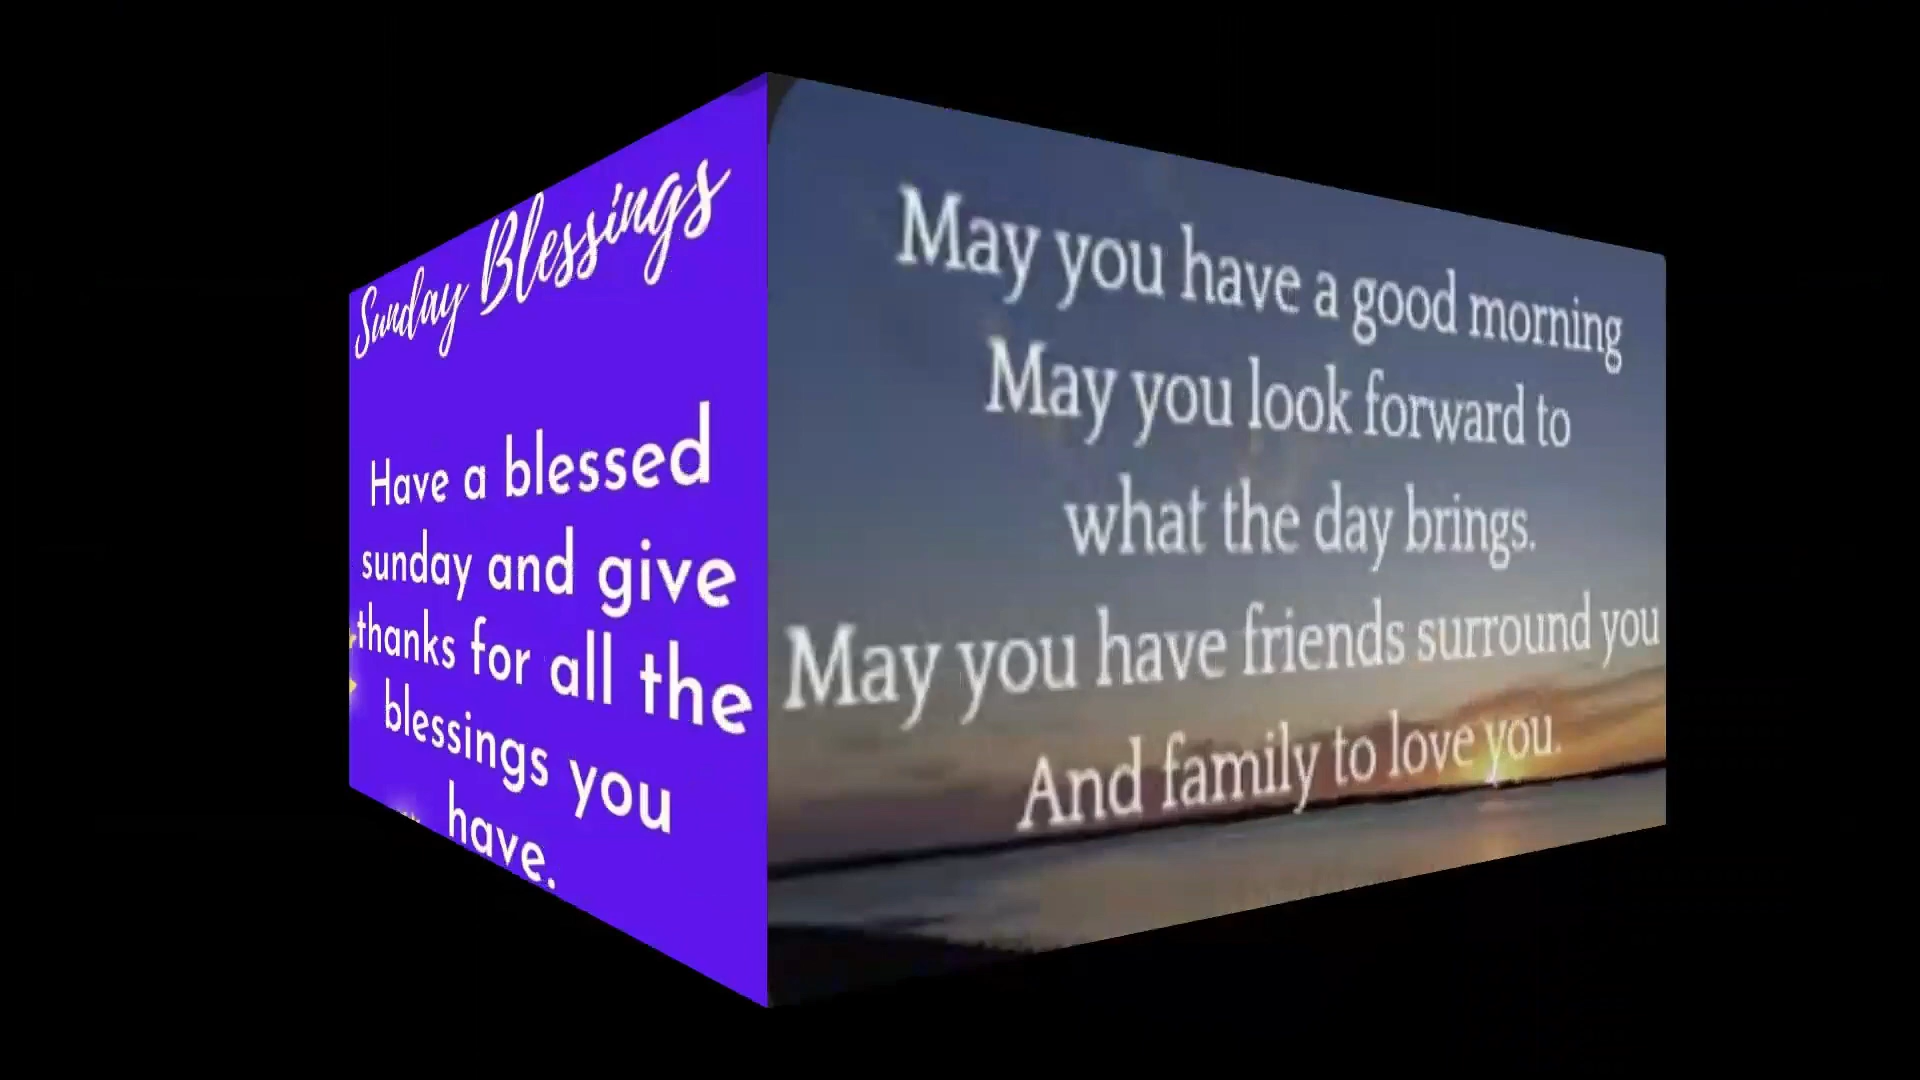 Sunday Blessings
Have a blessed
sunday and give
thanks for all the
blessings you
have.
May you have a good morning
May you look forward to
what the day brings.
May you have friends surround you
And family to love you.